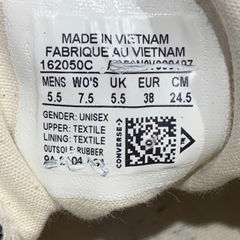 MADE IN VIETNAM
FABRIQUE AU VIETNAM
162050C
MENS WO'S UK EUR CM
5.5 7.5 5.5 38 24.5
GENDER: UNISEX
UPPER: TEXTILE
LINING: TEXTILE
OUTSOLE: RUBBER
CONVERSE